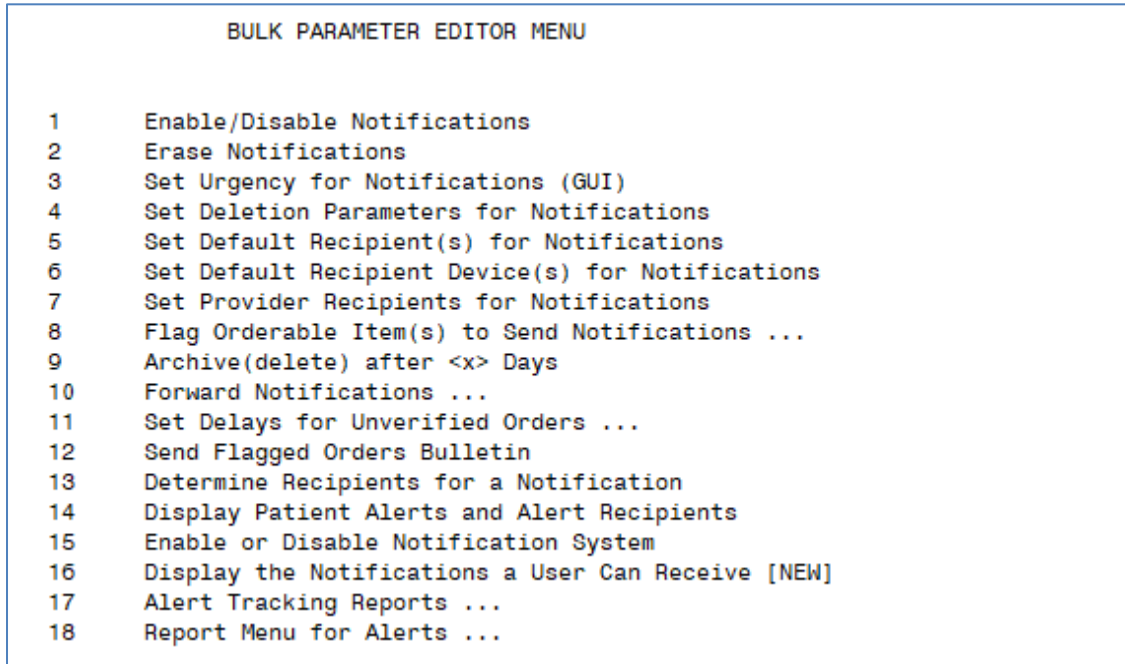 BULK PARAMETER EDITOR MENU
1 Enable/Disable Notifications
2 Erase Notifications
3 Set Urgency for Notifications (GUI)
4 Set Deletion Parameters for Notifications
5 Set Default Recipient(s) for Notifications
6 Set Default Recipient Device(s) for Notifications
7 Set Provider Recipients for Notifications
8 Flag Orderable Item(s) to Send Notifications ...
9 Archive(delete) after <x> Days
10 Forward Notifications ...
11 Set Delays for Unverified Orders ...
12 Send Flagged Orders Bulletin
13 Determine Recipients for a Notification
14 Display Patient Alerts and Alert Recipients
15 Enable or Disable Notification System
16 Display the Notifications a User Can Receive [NEW]
17 Alert Tracking Reports ...
18 Report Menu for Alerts ...